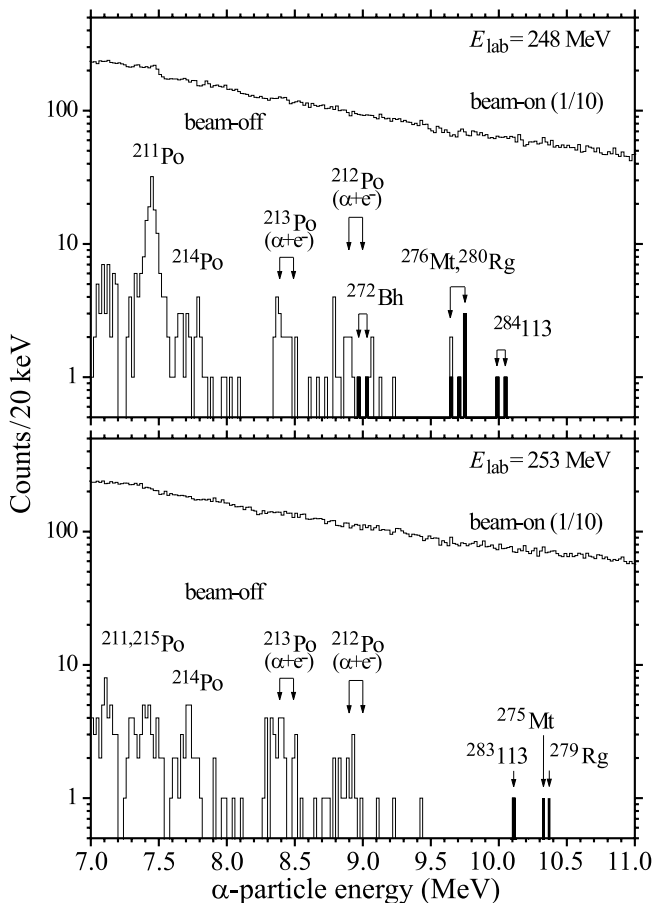 E_lab = 248 MeV
beam-on (1/10)
beam-off
²¹¹Po
²¹⁴Po
²¹³Po
(α+e⁻)
²¹²Po
(α+e⁻)
²⁷²Bh
²⁷⁶Mt,²⁸⁰Rg
²⁸⁴113
100
10
1
Counts/20 keV
E_lab = 253 MeV
beam-on (1/10)
beam-off
²¹¹,²¹⁵Po
²¹⁴Po
²¹³Po
(α+e⁻)
²¹²Po
(α+e⁻)
²⁷⁵Mt
²⁸³113
²⁷⁹Rg
100
10
1
7.0 7.5 8.0 8.5 9.0 9.5 10.0 10.5 11.0
α-particle energy (MeV)